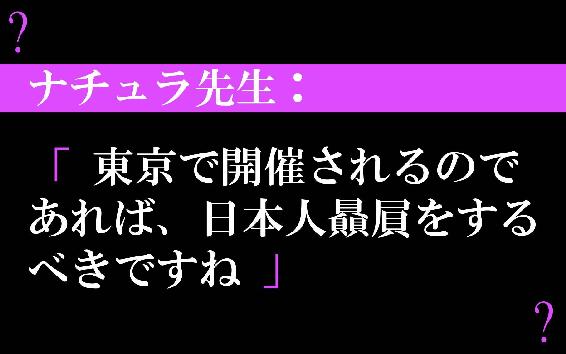 ?
ナチュラ先生：
「 東京で開催されるので
あれば、日本人贔屓をする
べきですね 」
?